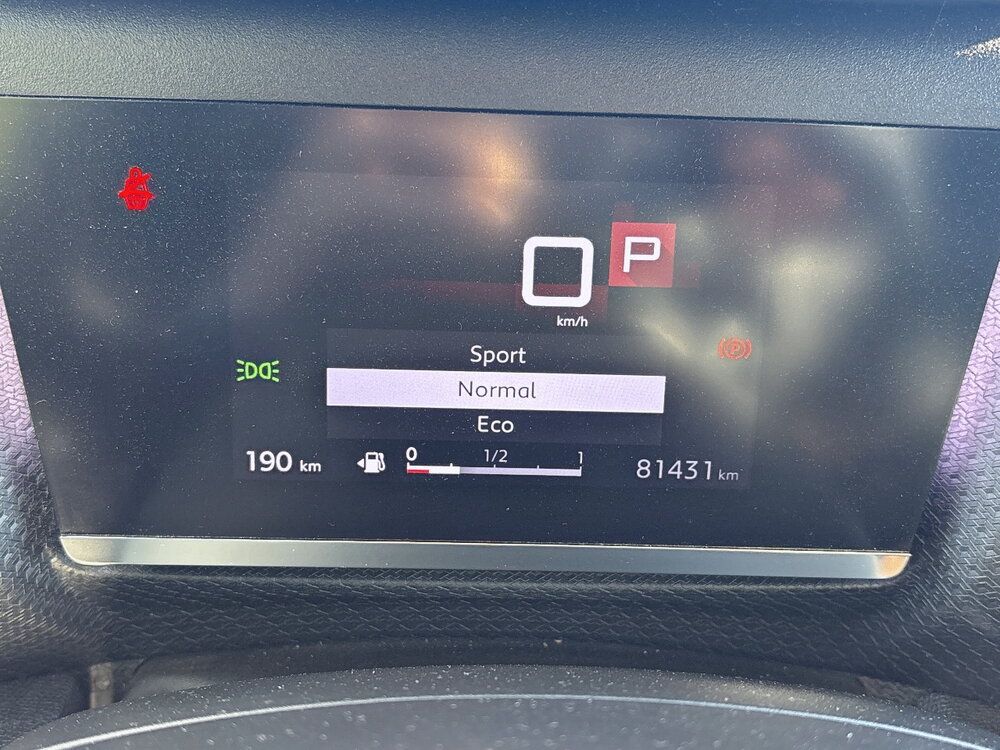 0 P
km/h
Sport
Normal
Eco
190 km 0 1/2 1 81431 km